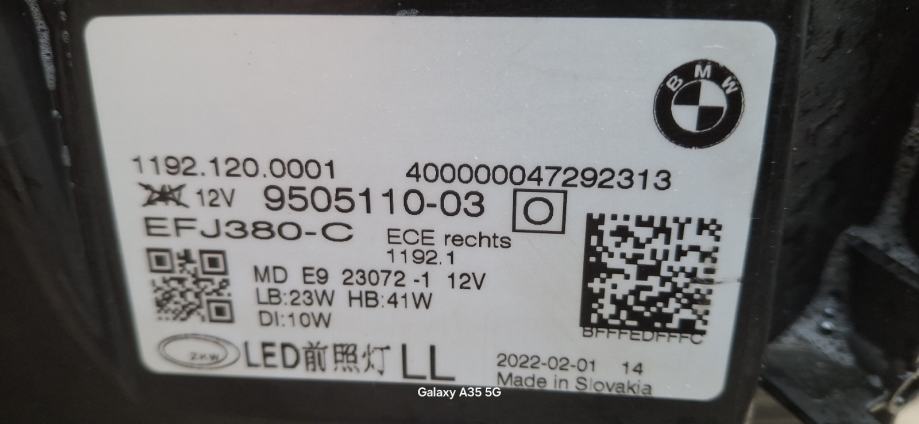 BMW
1192.120.0001 400000047292313
12V 9505110-03 O
EFJ380-C ECE rechts
1192.1
MD E9 23072 -1 12V
LB:23W HB:41W
DI:10W
BFFFEDFFFC
ZKW LED前照灯 LL
2022-02-01 14
Made in Slovakia
Galaxy A35 5G